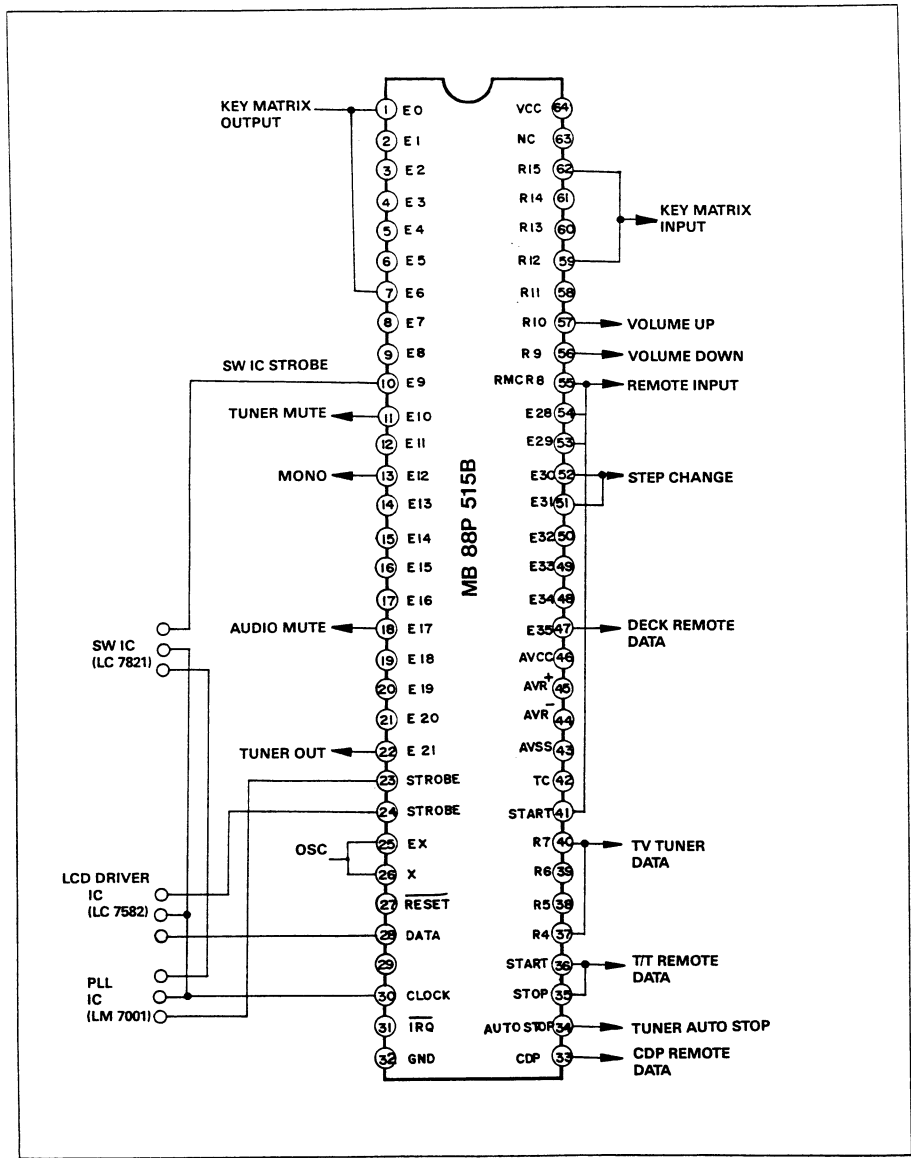 KEY MATRIX
OUTPUT
1 E0
2 E1
3 E2
4 E3
5 E4
6 E5
7 E6
8 E7
9 E8
SW IC STROBE
10 E9
TUNER MUTE
11 E10
12 E11
MONO
13 E12
14 E13
15 E14
16 E15
17 E16
AUDIO MUTE
18 E17
19 E18
20 E19
21 E20
TUNER OUT
22 E21
23 STROBE
24 STROBE
OSC
25 EX
26 X
27 RESET
28 DATA
29
30 CLOCK
31 IRQ
32 GND
SW IC
(LC 7821)
LCD DRIVER
IC
(LC 7582)
PLL
IC
(LM 7001)
MB 88P 515B
VCC 64
NC 63
R15 62
R14 61
R13 60
R12 59
KEY MATRIX
INPUT
R11 58
R10 57
VOLUME UP
R9 56
VOLUME DOWN
RMCR8 55
REMOTE INPUT
E28 54
E29 53
E30 52
STEP CHANGE
E31 51
E32 50
E33 49
E34 48
E35 47
DECK REMOTE
DATA
AVCC 46
AVR+ 45
AVR− 44
AVSS 43
TC 42
START 41
R7 40
TV TUNER
DATA
R6 39
R5 38
R4 37
START 36
T/T REMOTE
DATA
STOP 35
AUTO STOP 34
TUNER AUTO STOP
CDP 33
CDP REMOTE
DATA